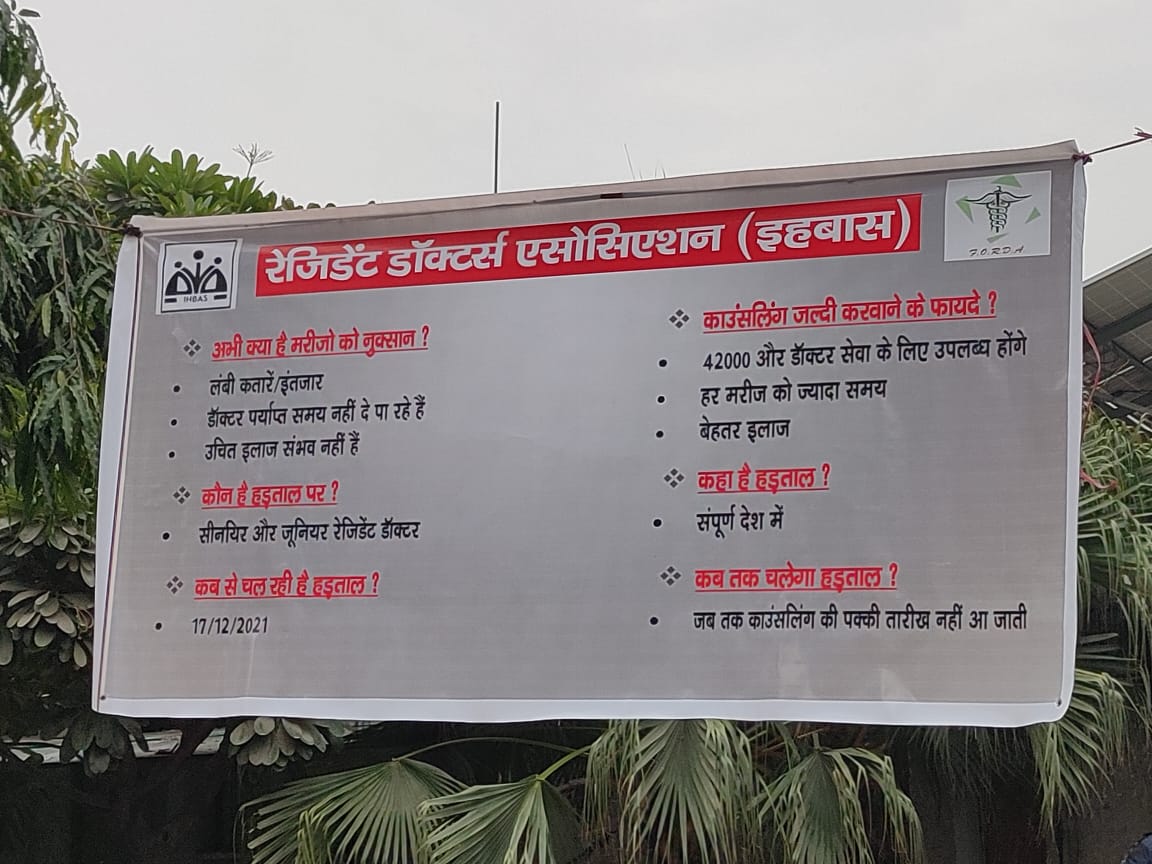 रेजिडेंट डॉक्टर्स एसोसिएशन (इहबास)
IHBAS
F.O.R.D.A
अभी क्या है मरीजो को नुक्सान ?
लंबी कतारें/इंतजार
डॉक्टर पर्याप्त समय नहीं दे पा रहे हैं
उचित इलाज संभव नहीं हैं
कौन है हड़ताल पर ?
सीनयिर और जूनियर रेजिडेंट डॉक्टर
कब से चल रही है हड़ताल ?
17/12/2021
काउंसलिंग जल्दी करवाने के फायदे ?
42000 और डॉक्टर सेवा के लिए उपलब्ध होंगे
हर मरीज को ज्यादा समय
बेहतर इलाज
कहा है हड़ताल ?
संपूर्ण देश में
कब तक चलेगा हड़ताल ?
जब तक काउंसलिंग की पक्की तारीख नहीं आ जाती